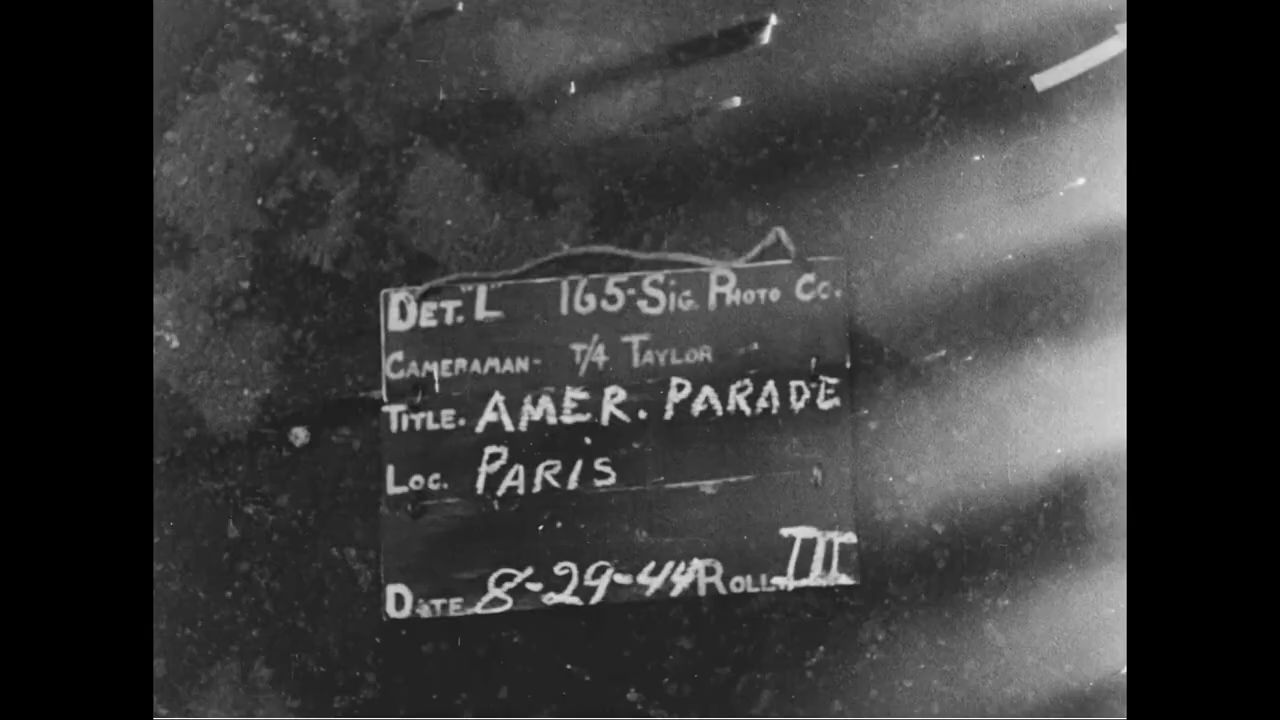 DET. "L" 165-SIG. PHOTO CO.
CAMERAMAN- T/4 TAYLOR
TITLE. AMER. PARADE
LOC. PARIS
DATE 8-29-44 ROLL. III